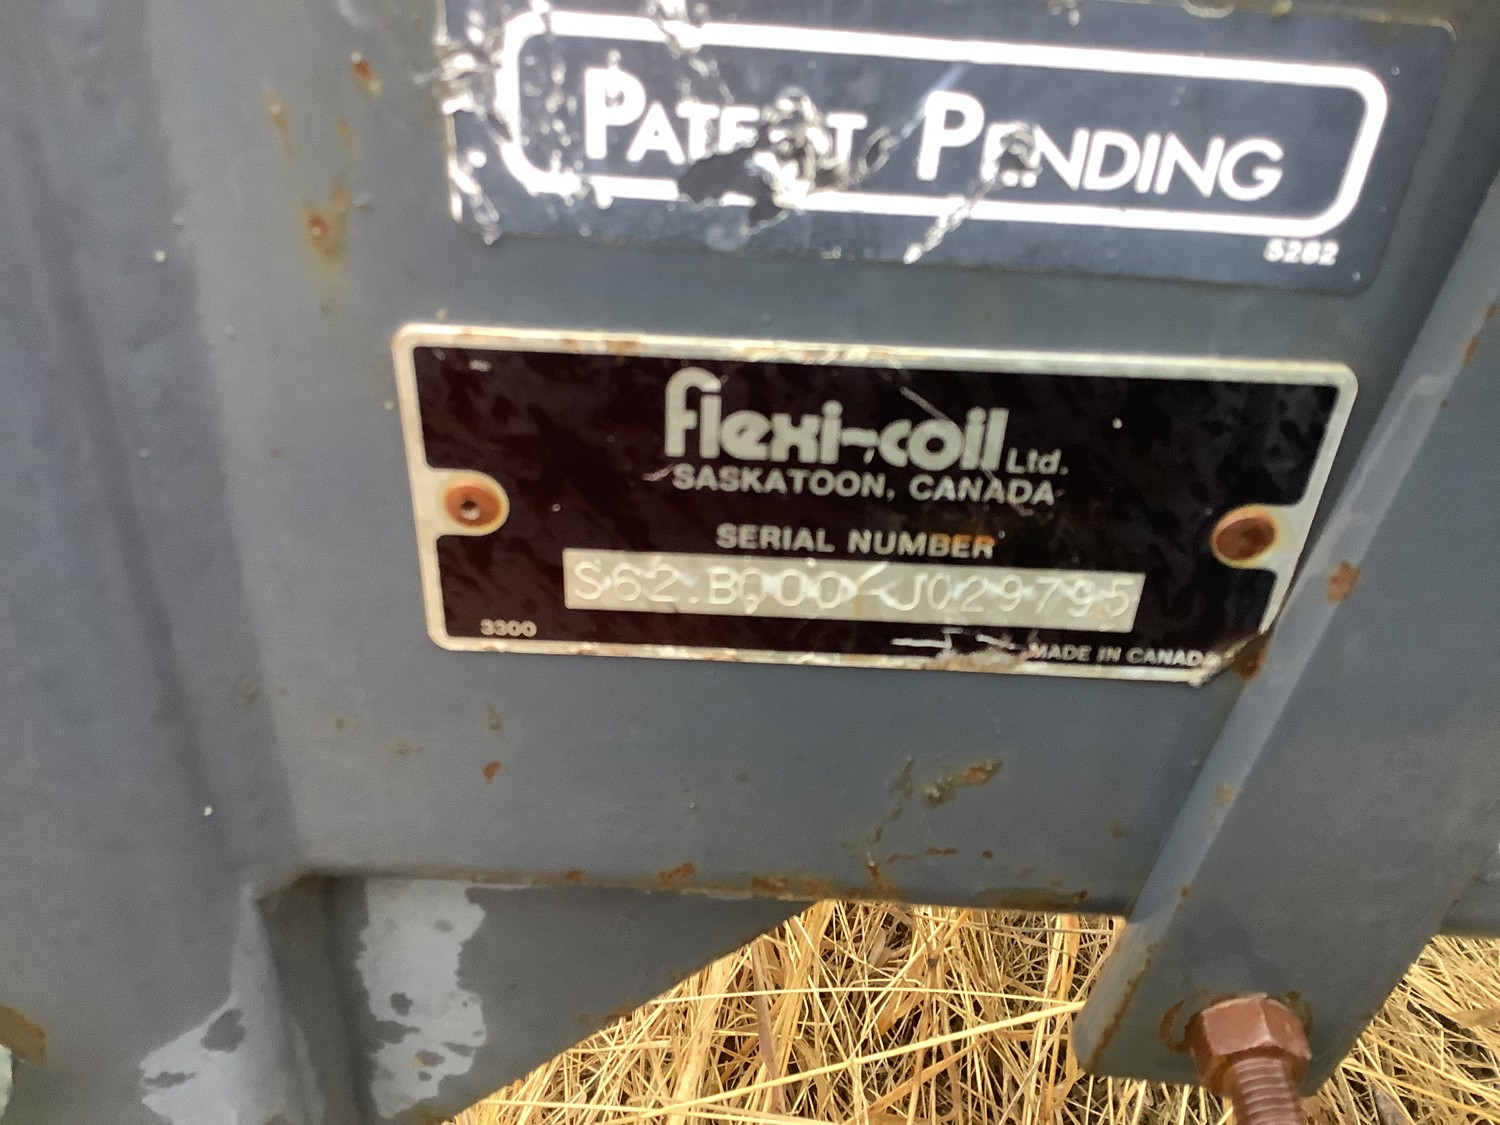 PATENT PENDING
5282
flexi-coil Ltd.
SASKATOON, CANADA
SERIAL NUMBER
S62.B000-J029795
3300
MADE IN CANADA